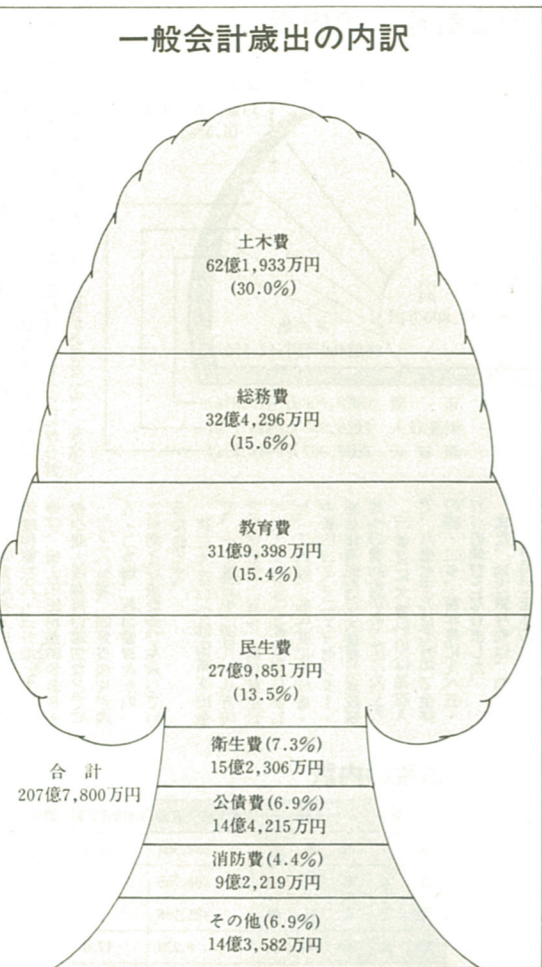 一般会計歳出の内訳
土木費
62億1,933万円
(30.0%)
総務費
32億4,296万円
(15.6%)
教育費
31億9,398万円
(15.4%)
民生費
27億9,851万円
(13.5%)
衛生費(7.3%)
15億2,306万円
公債費(6.9%)
14億4,215万円
消防費(4.4%)
9億2,219万円
その他(6.9%)
14億3,582万円
合計
207億7,800万円